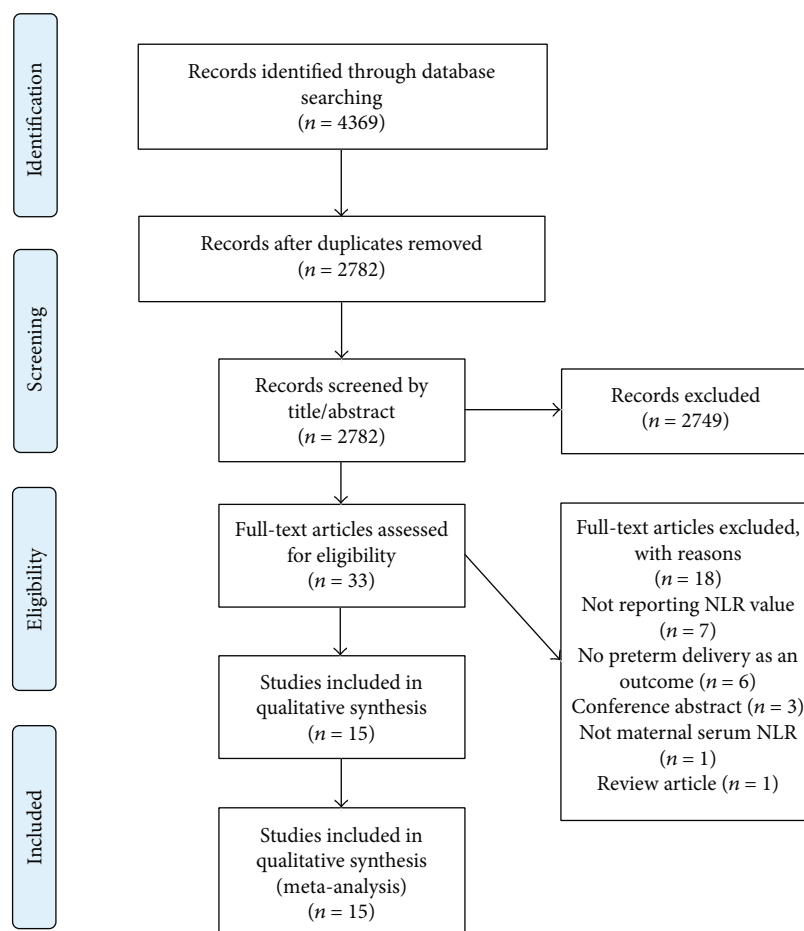 Identification
Records identified through database
searching
(n = 4369)
Records after duplicates removed
(n = 2782)
Screening
Records screened by
title/abstract
(n = 2782)
Records excluded
(n = 2749)
Eligibility
Full-text articles assessed
for eligibility
(n = 33)
Full-text articles excluded,
with reasons
(n = 18)
Not reporting NLR value
(n = 7)
No preterm delivery as an
outcome (n = 6)
Conference abstract (n = 3)
Not maternal serum NLR
(n = 1)
Review article (n = 1)
Studies included in
qualitative synthesis
(n = 15)
Included
Studies included in
qualitative synthesis
(meta-analysis)
(n = 15)